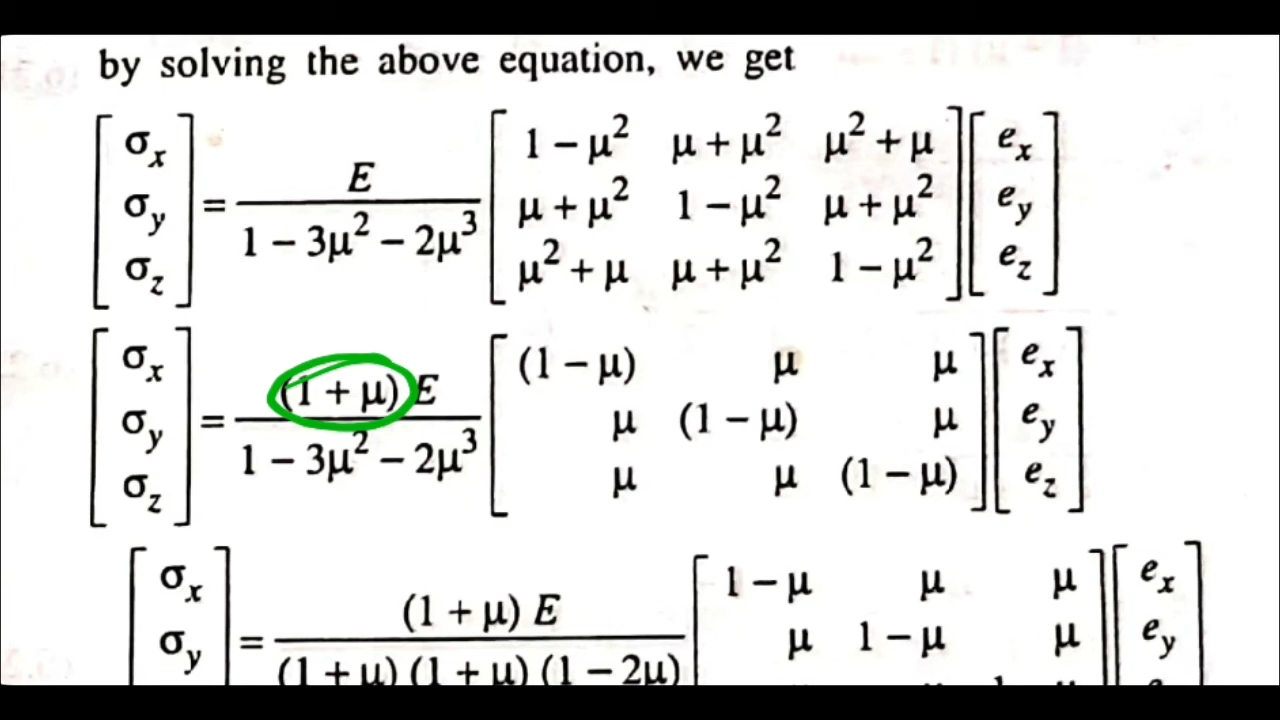 by solving the above equation, we get
[σx σy σz] = E / (1 − 3μ² − 2μ³) [1 − μ² μ + μ² μ² + μ; μ + μ² 1 − μ² μ + μ²; μ² + μ μ + μ² 1 − μ²] [ex ey ez]
[σx σy σz] = (1 + μ) E / (1 − 3μ² − 2μ³) [(1 − μ) μ μ; μ (1 − μ) μ; μ μ (1 − μ)] [ex ey ez]
[σx σy] = (1 + μ) E / (1 + μ) (1 + μ) (1 − 2μ) [1 − μ μ μ; μ 1 − μ μ] [ex ey]